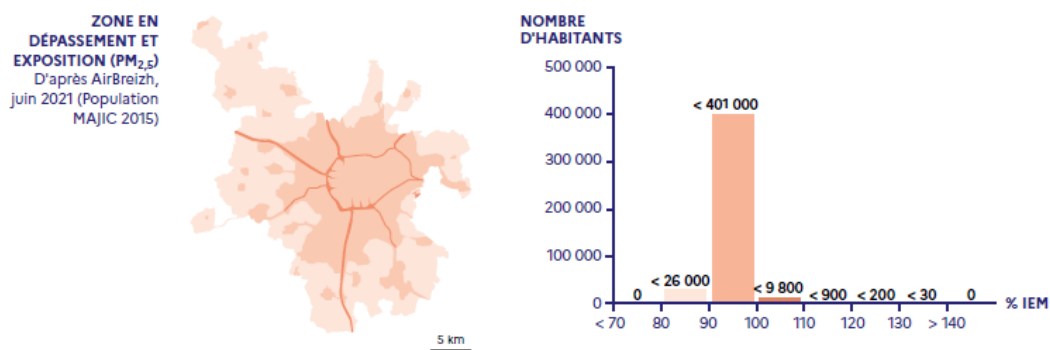 ZONE EN
DÉPASSEMENT ET
EXPOSITION (PM2,5)
D'après AirBreizh,
juin 2021 (Population
MAJIC 2015)
5 km
NOMBRE
D'HABITANTS
500 000
400 000
300 000
200 000
100 000
0
0
< 26 000
< 401 000
< 9 800
< 900
< 200
< 30
0
% IEM
< 70
80
90
100
110
120
130
> 140